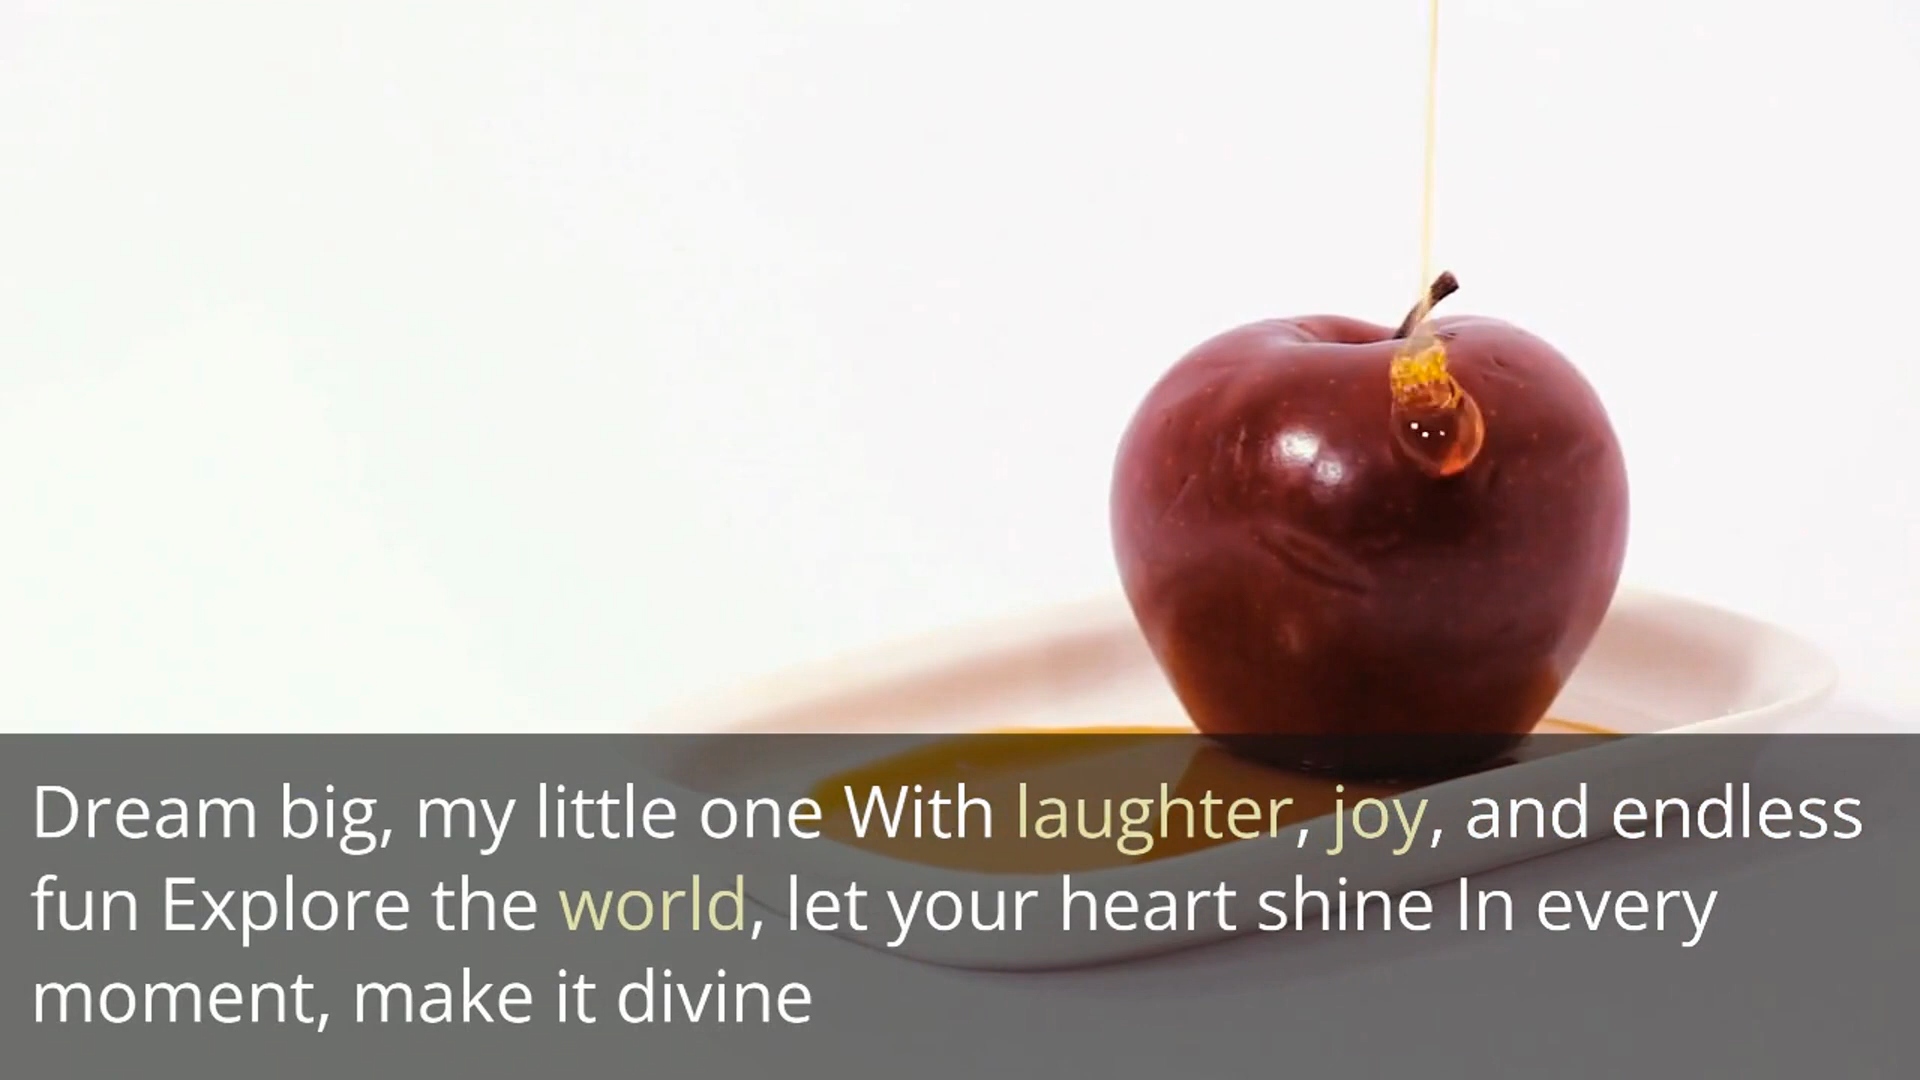 Dream big, my little one With laughter, joy, and endless
fun Explore the world, let your heart shine In every
moment, make it divine